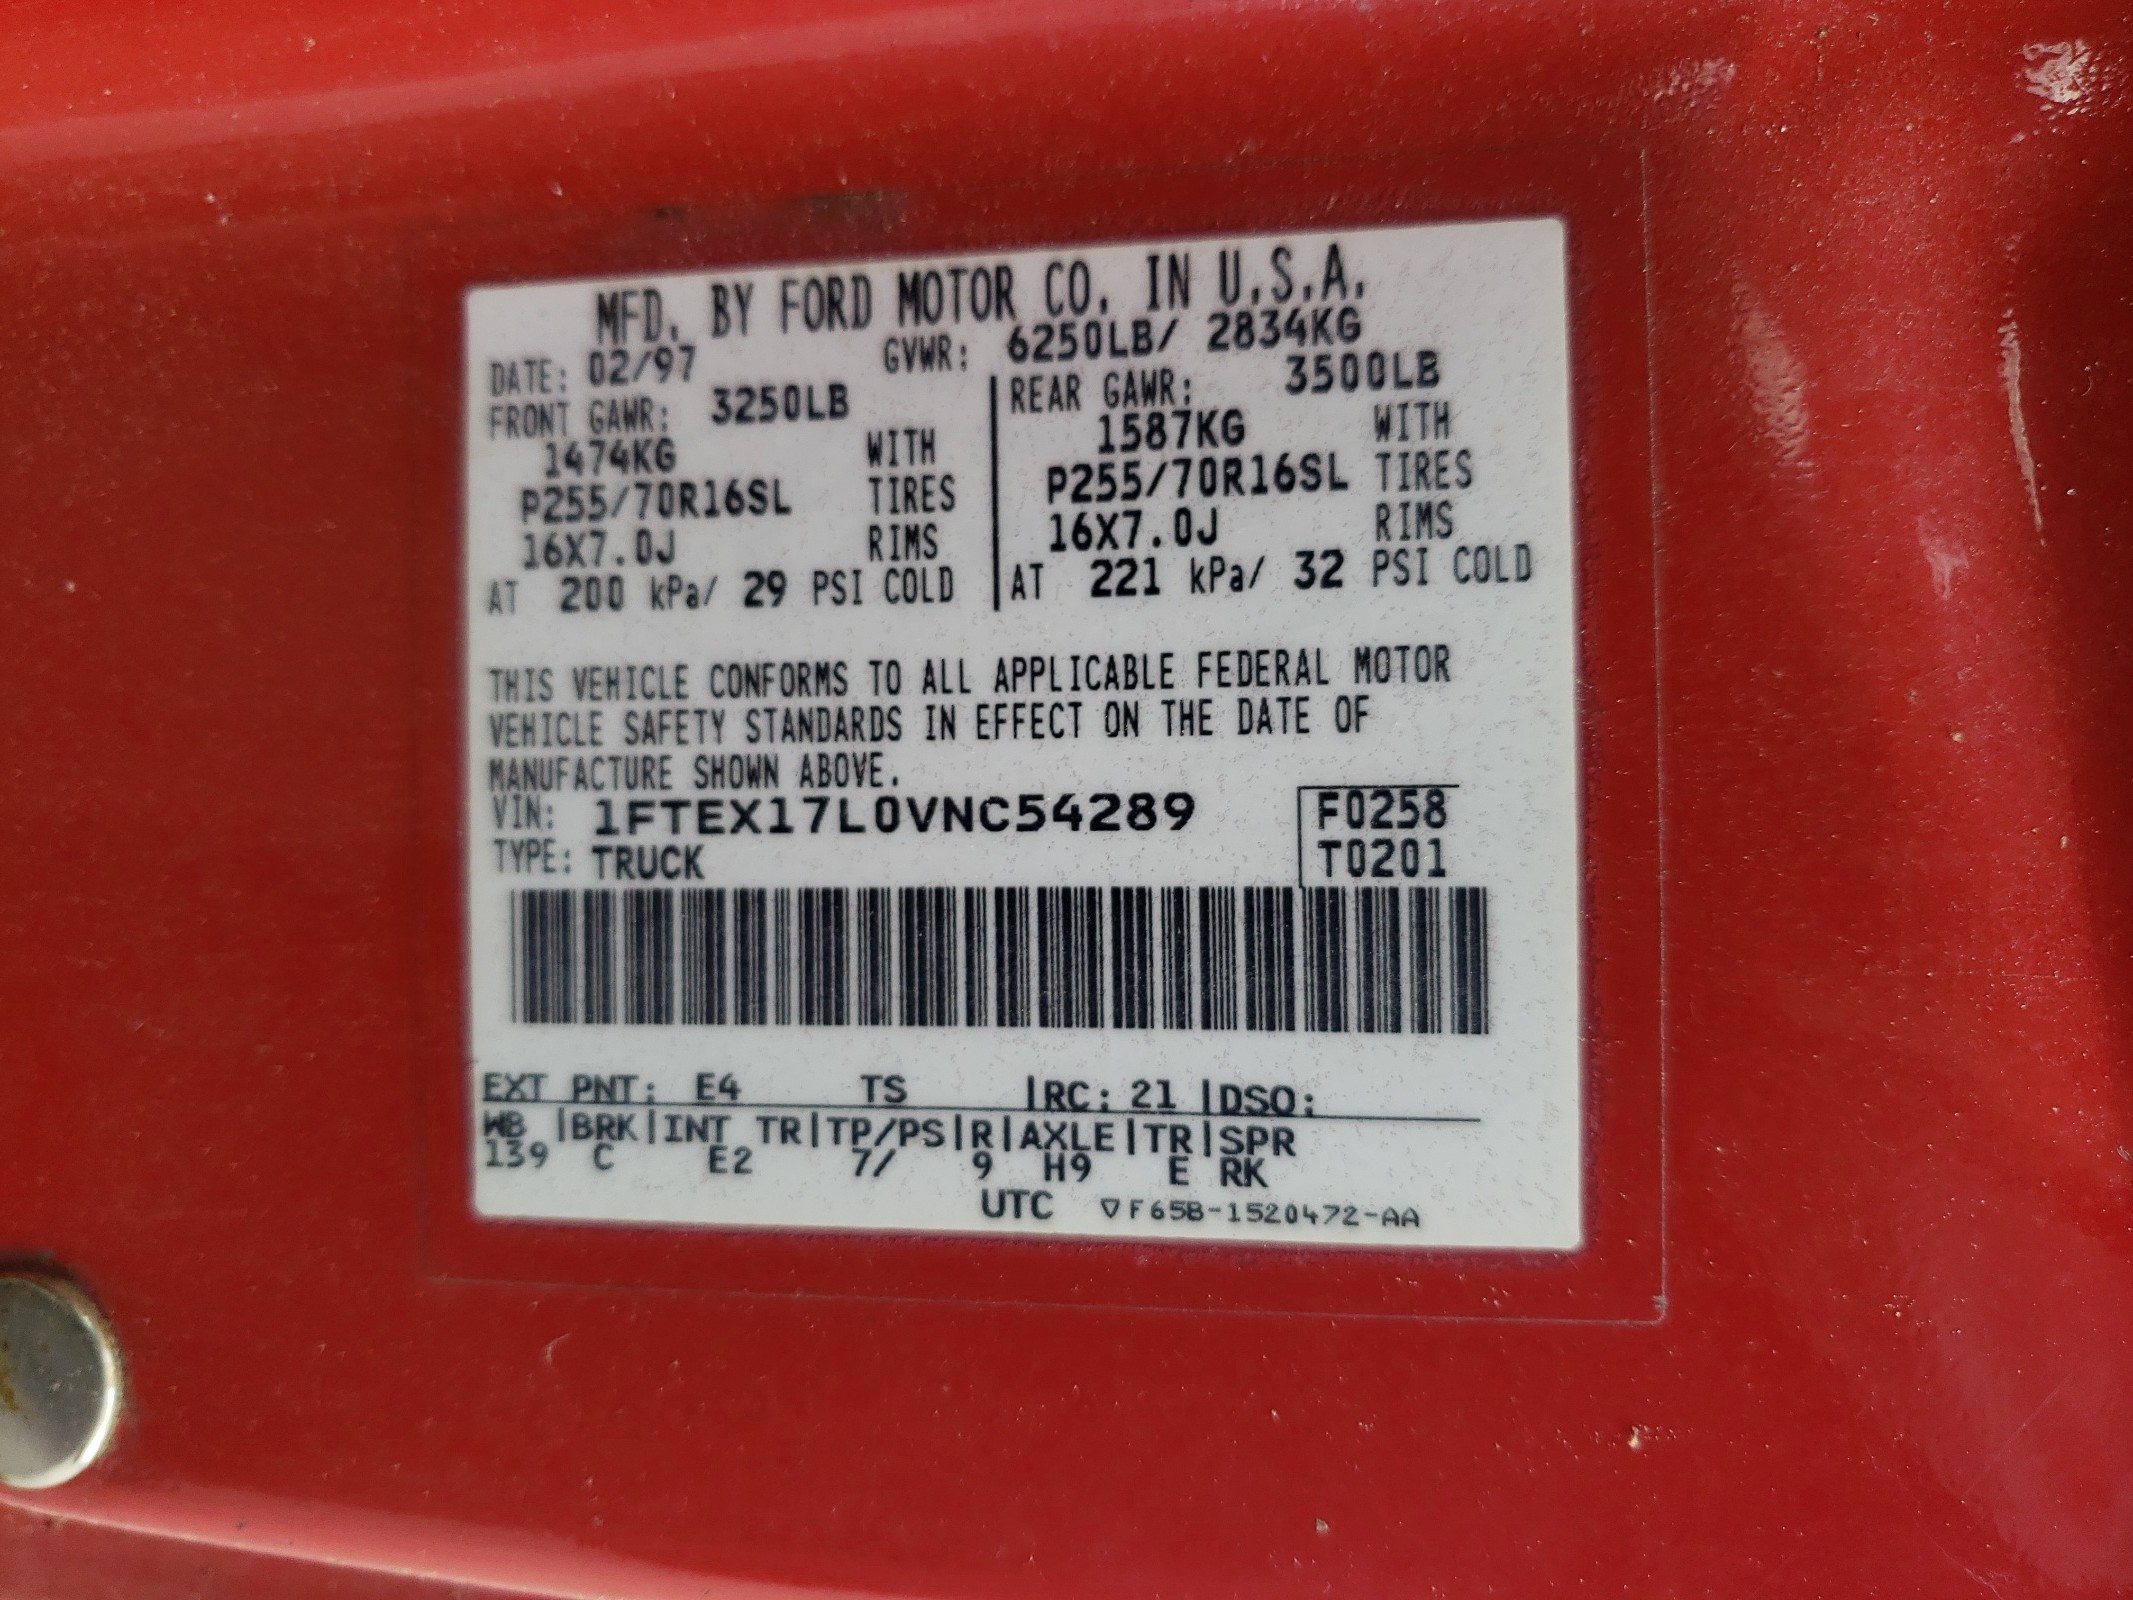 MFD. BY FORD MOTOR CO. IN U.S.A.
DATE: 02/97 GVWR: 6250LB/ 2834KG
FRONT GAWR: 3250LB REAR GAWR: 3500LB
1474KG WITH 1587KG WITH
P255/70R16SL TIRES P255/70R16SL TIRES
16X7.0J RIMS 16X7.0J RIMS
AT 200 kPa/ 29 PSI COLD AT 221 kPa/ 32 PSI COLD
THIS VEHICLE CONFORMS TO ALL APPLICABLE FEDERAL MOTOR
VEHICLE SAFETY STANDARDS IN EFFECT ON THE DATE OF
MANUFACTURE SHOWN ABOVE.
VIN: 1FTEX17L0VNC54289 F0258
TYPE: TRUCK T0201
EXT PNT: E4 TS |RC: 21 |DSO:
WB |BRK|INT TR|TP/PS|R|AXLE|TR|SPR
139 C E2 7/ 9 H9 E RK
UTC ▽F65B-1520472-AA